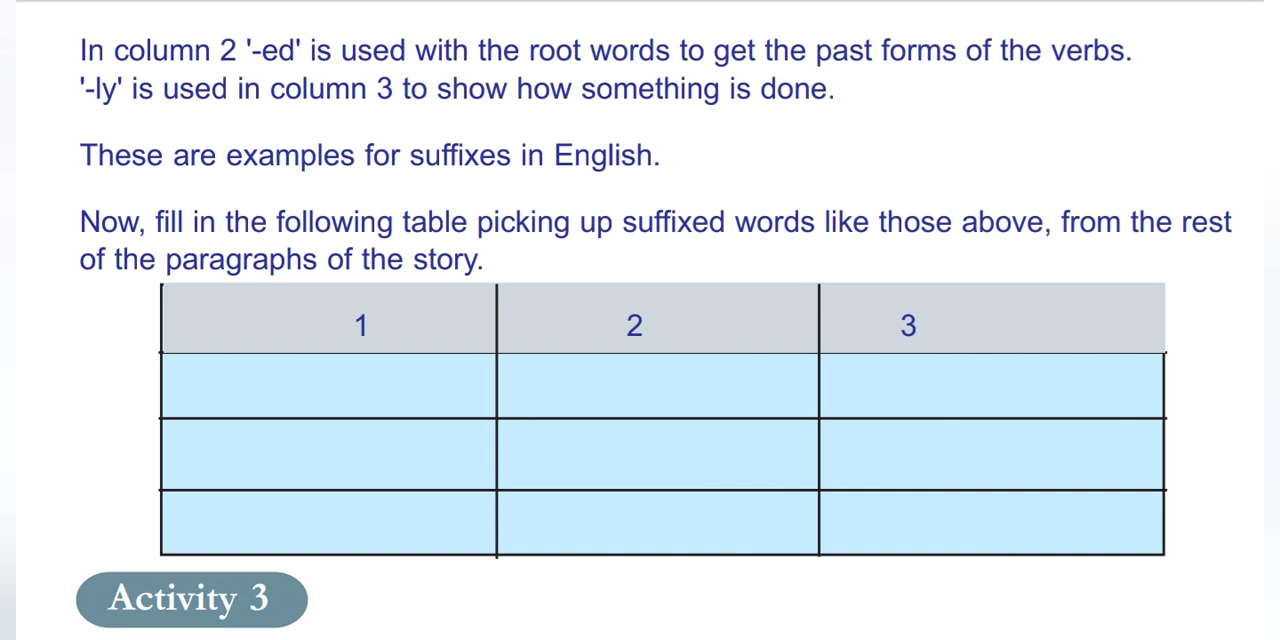 In column 2 '-ed' is used with the root words to get the past forms of the verbs.
'-ly' is used in column 3 to show how something is done.
These are examples for suffixes in English.
Now, fill in the following table picking up suffixed words like those above, from the rest
of the paragraphs of the story.
1 2 3
Activity 3